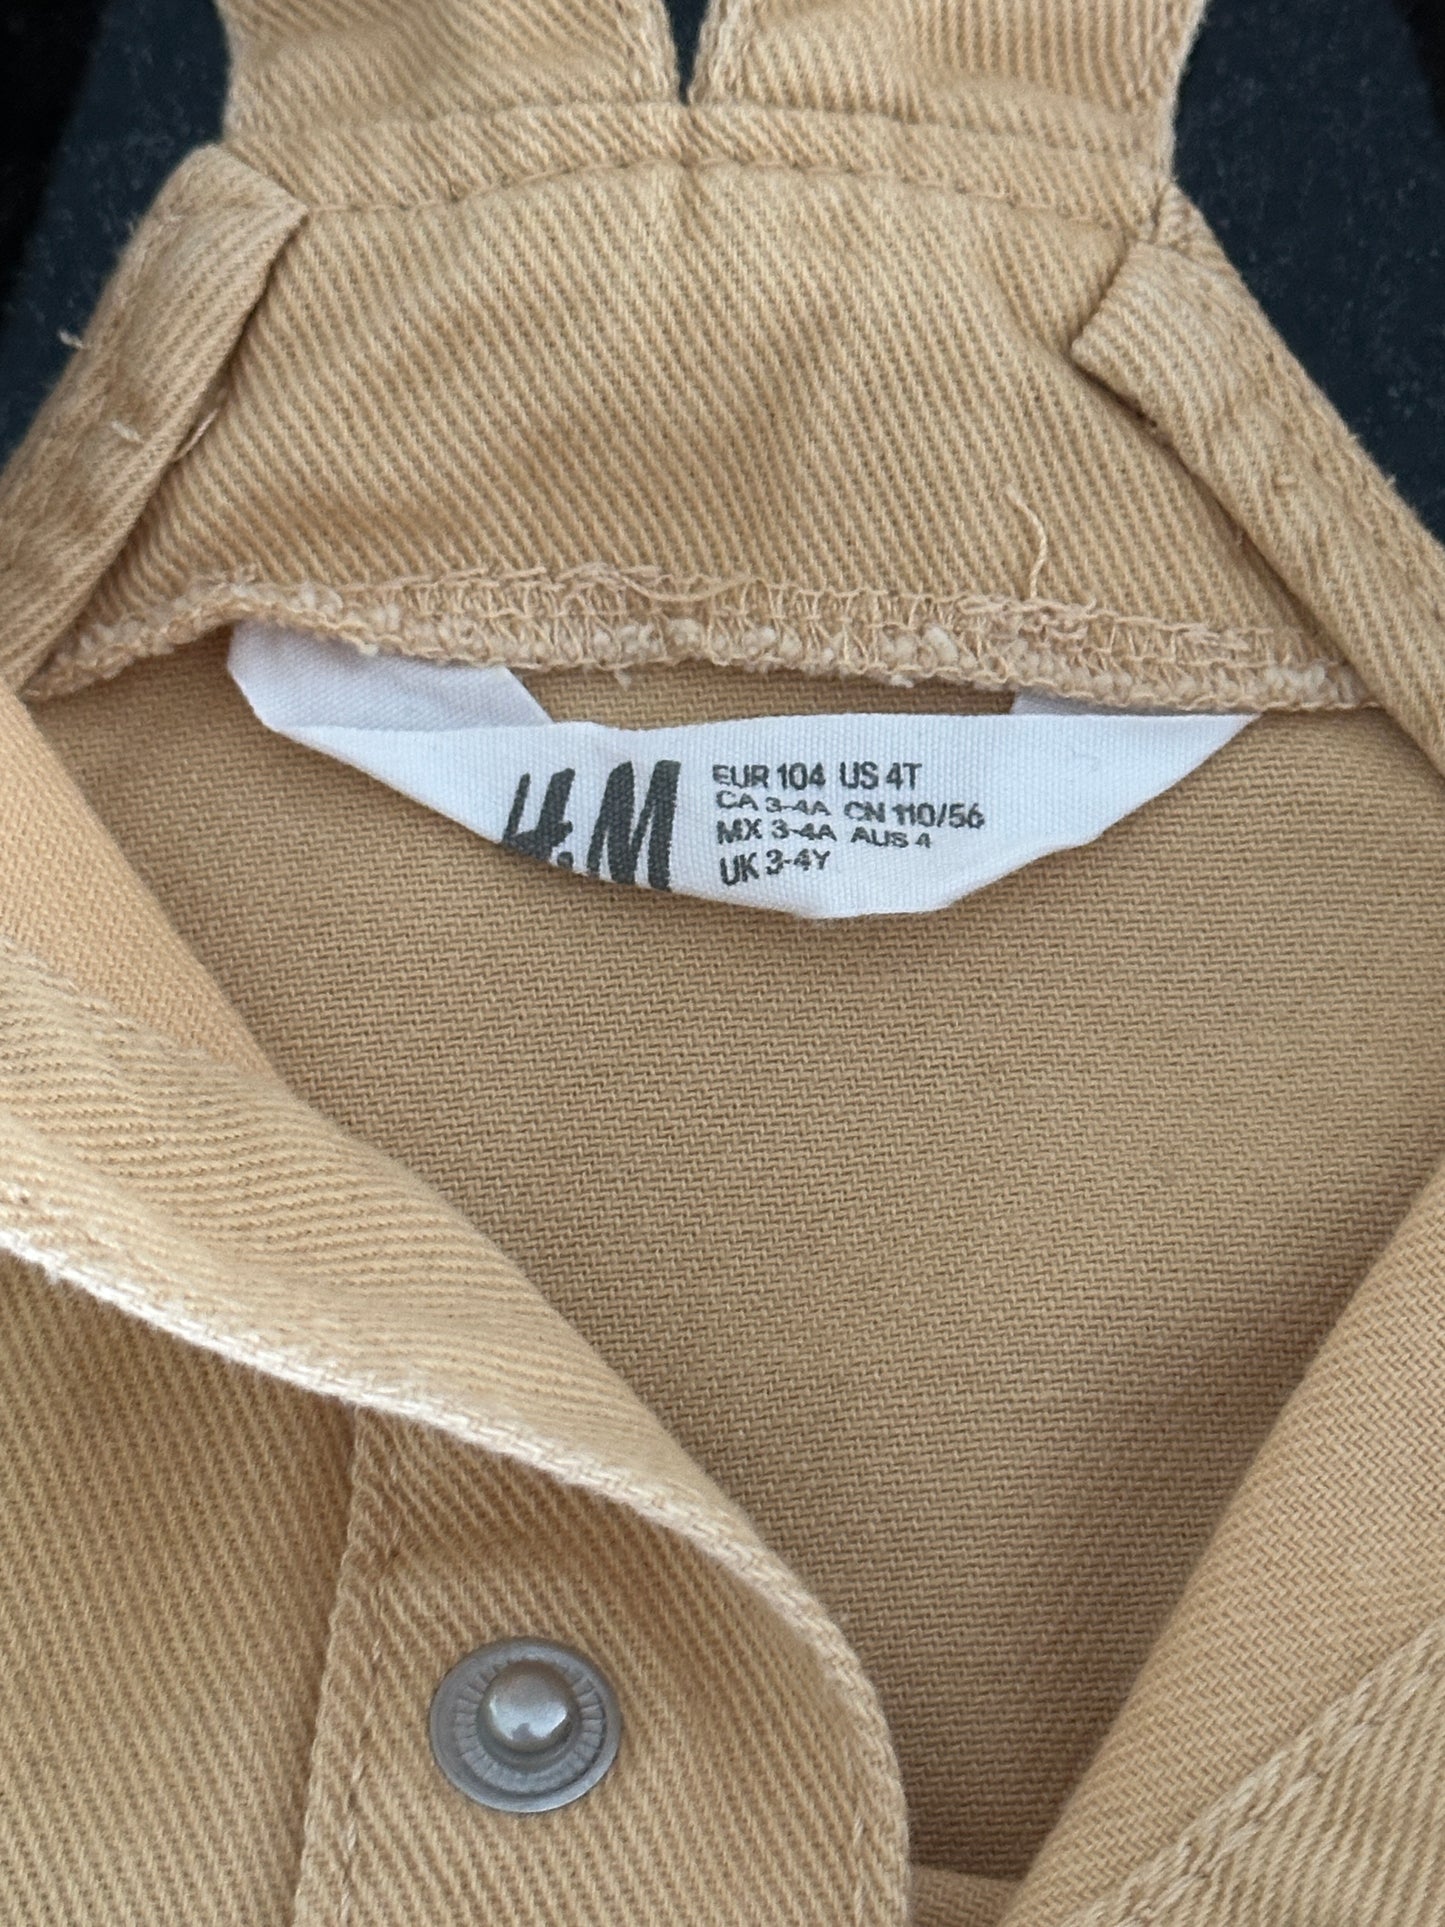 H&M
EUR 104 US 4T
CA 3-4A CN 110/56
MX 3-4A AUS 4
UK 3-4Y